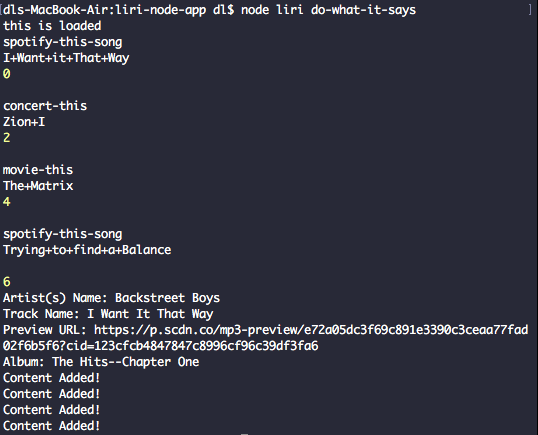 [dls-MacBook-Air:liri-node-app dl$ node liri do-what-it-says ]
this is loaded
spotify-this-song
I+Want+it+That+Way
0
concert-this
Zion+I
2
movie-this
The+Matrix
4
spotify-this-song
Trying+to+find+a+Balance
6
Artist(s) Name: Backstreet Boys
Track Name: I Want It That Way
Preview URL: https://p.scdn.co/mp3-preview/e72a05dc3f69c891e3390c3ceaa77fad
02f6b5f6?cid=123cfcb4847847c8996cf96c39df3fa6
Album: The Hits--Chapter One
Content Added!
Content Added!
Content Added!
Content Added!